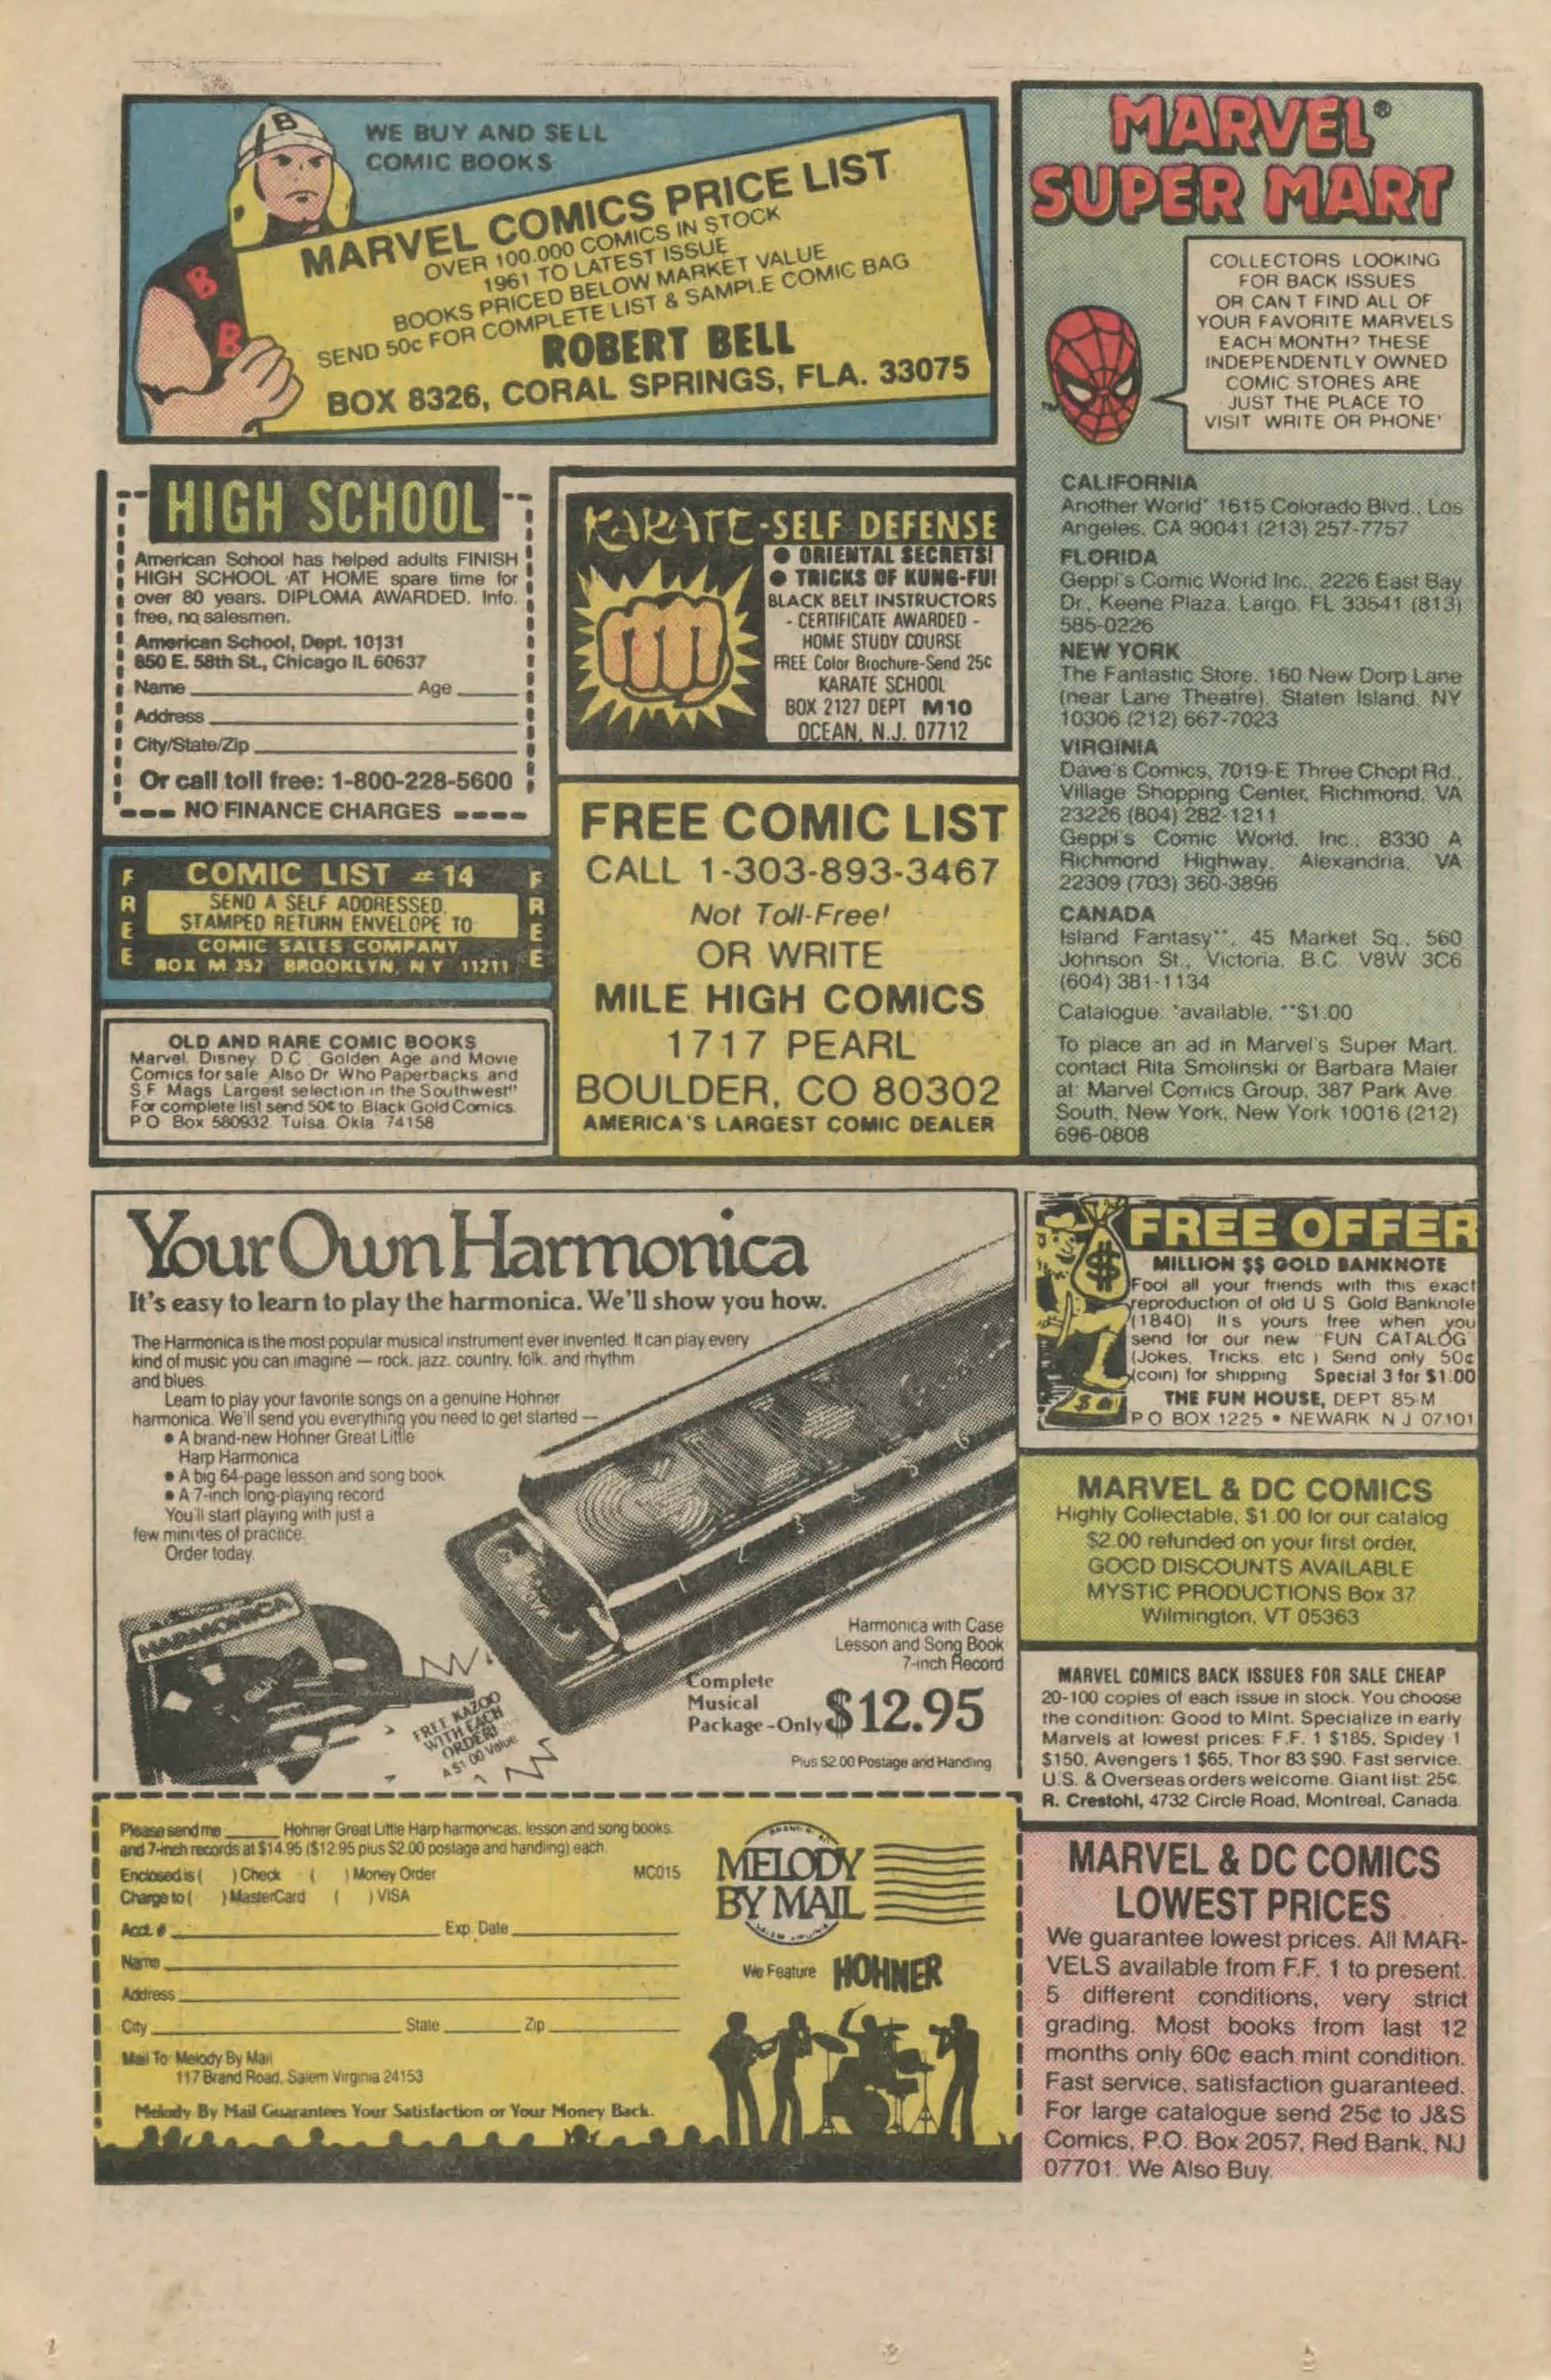 B
WE BUY AND SELL
COMIC BOOKS
MARVEL COMICS PRICE LIST
OVER 100.000 COMICS IN STOCK
1961 TO LATEST ISSUE
BOOKS PRICED BELOW MARKET VALUE
SEND 50c FOR COMPLETE LIST & SAMPLE COMIC BAG
ROBERT BELL
BOX 8326, CORAL SPRINGS, FLA. 33075
B
B
MARVEL®
SUPER MART
COLLECTORS LOOKING
FOR BACK ISSUES
OR CAN T FIND ALL OF
YOUR FAVORITE MARVELS
EACH MONTH? THESE
INDEPENDENTLY OWNED
COMIC STORES ARE
JUST THE PLACE TO
VISIT WRITE OR PHONE'
CALIFORNIA
Another World* 1615 Colorado Blvd., Los
Angeles, CA 90041 (213) 257-7757
FLORIDA
Geppi's Comic World Inc., 2226 East Bay
Dr., Keene Plaza, Largo, FL 33541 (813)
585-0226
NEW YORK
The Fantastic Store, 160 New Dorp Lane
(near Lane Theatre), Staten Island, NY
10306 (212) 667-7023
VIRGINIA
Dave's Comics, 7019-E Three Chopt Rd.,
Village Shopping Center, Richmond, VA
23226 (804) 282-1211
Geppi's Comic World, Inc., 8330 A
Richmond Highway, Alexandria, VA
22309 (703) 360-3896
CANADA
Island Fantasy**, 45 Market Sq., 560
Johnson St., Victoria, B.C. V8W 3C6
(604) 381-1134
Catalogue: *available, **$1.00
To place an ad in Marvel's Super Mart,
contact Rita Smolinski or Barbara Maier
at: Marvel Comics Group, 387 Park Ave
South, New York, New York 10016 (212)
696-0808
HIGH SCHOOL
American School has helped adults FINISH
HIGH SCHOOL AT HOME spare time for
over 80 years. DIPLOMA AWARDED. Info.
free, no salesmen.
American School, Dept. 10131
850 E. 58th St., Chicago IL 60637
Name Age
Address
City/State/Zip
Or call toll free: 1-800-228-5600
NO FINANCE CHARGES
KARATE-SELF DEFENSE
● ORIENTAL SECRETS!
● TRICKS OF KUNG-FU!
BLACK BELT INSTRUCTORS
- CERTIFICATE AWARDED -
HOME STUDY COURSE
FREE Color Brochure-Send 25¢
KARATE SCHOOL
BOX 2127 DEPT M10
OCEAN, N.J. 07712
FREE
COMIC LIST #14
SEND A SELF ADDRESSED
STAMPED RETURN ENVELOPE TO
COMIC SALES COMPANY
BOX M 352 BROOKLYN, N Y 11211
FREE
FREE COMIC LIST
CALL 1-303-893-3467
Not Toll-Free!
OR WRITE
MILE HIGH COMICS
1717 PEARL
BOULDER, CO 80302
AMERICA'S LARGEST COMIC DEALER
OLD AND RARE COMIC BOOKS
Marvel, Disney, D.C., Golden Age and Movie
Comics for sale Also Dr Who Paperbacks and
S F Mags Largest selection in the Southwest"
For complete list send 50¢ to Black Gold Comics.
P O Box 580932 Tulsa Okla 74158
Your Own Harmonica
It's easy to learn to play the harmonica. We'll show you how.
The Harmonica is the most popular musical instrument ever invented. It can play every
kind of music you can imagine — rock, jazz, country, folk, and rhythm
and blues.
Learn to play your favorite songs on a genuine Hohner
harmonica. We'll send you everything you need to get started —
● A brand-new Hohner Great Little
Harp Harmonica
● A big 64-page lesson and song book
● A 7-inch long-playing record
You'll start playing with just a
few minutes of practice.
Order today.
HARMONICA
FREE KAZOO
WITH EACH
ORDER!
A $1 00 Value
Harmonica with Case
Lesson and Song Book
7-inch Record
Complete
Musical
Package-Only $12.95
Plus $2.00 Postage and Handling
Please send me Hohner Great Little Harp harmonicas, lesson and song books,
and 7-inch records at $14.95 ($12.95 plus $2.00 postage and handling) each.
Enclosed is ( ) Check ( ) Money Order MC015
Charge to ( ) MasterCard ( ) VISA
Acct. # Exp. Date
Name
Address
City State Zip
Mail To: Melody By Mail
117 Brand Road, Salem Virginia 24153
Melody By Mail Guarantees Your Satisfaction or Your Money Back.
MELODY
BY MAIL
We Feature HOHNER
FREE OFFER
MILLION $$ GOLD BANKNOTE
Fool all your friends with this exact
reproduction of old U S Gold Banknote
(1840) It s yours free when you
send for our new "FUN CATALOG
(Jokes, Tricks, etc ) Send only 50¢
(coin) for shipping Special 3 for $1.00
THE FUN HOUSE, DEPT 85-M
P O BOX 1225 • NEWARK N J 07101
MARVEL & DC COMICS
Highly Collectable, $1.00 for our catalog
$2.00 refunded on your first order,
GOOD DISCOUNTS AVAILABLE
MYSTIC PRODUCTIONS Box 37
Wilmington, VT 05363
MARVEL COMICS BACK ISSUES FOR SALE CHEAP
20-100 copies of each issue in stock. You choose
the condition: Good to Mint. Specialize in early
Marvels at lowest prices: F.F. 1 $185, Spidey 1
$150, Avengers 1 $65, Thor 83 $90. Fast service.
U.S. & Overseas orders welcome. Giant list: 25¢.
R. Crestohl, 4732 Circle Road, Montreal, Canada.
MARVEL & DC COMICS
LOWEST PRICES
We guarantee lowest prices. All MAR-
VELS available from F.F. 1 to present.
5 different conditions, very strict
grading. Most books from last 12
months only 60¢ each mint condition.
Fast service, satisfaction guaranteed.
For large catalogue send 25¢ to J&S
Comics, P.O. Box 2057, Red Bank, NJ
07701. We Also Buy.